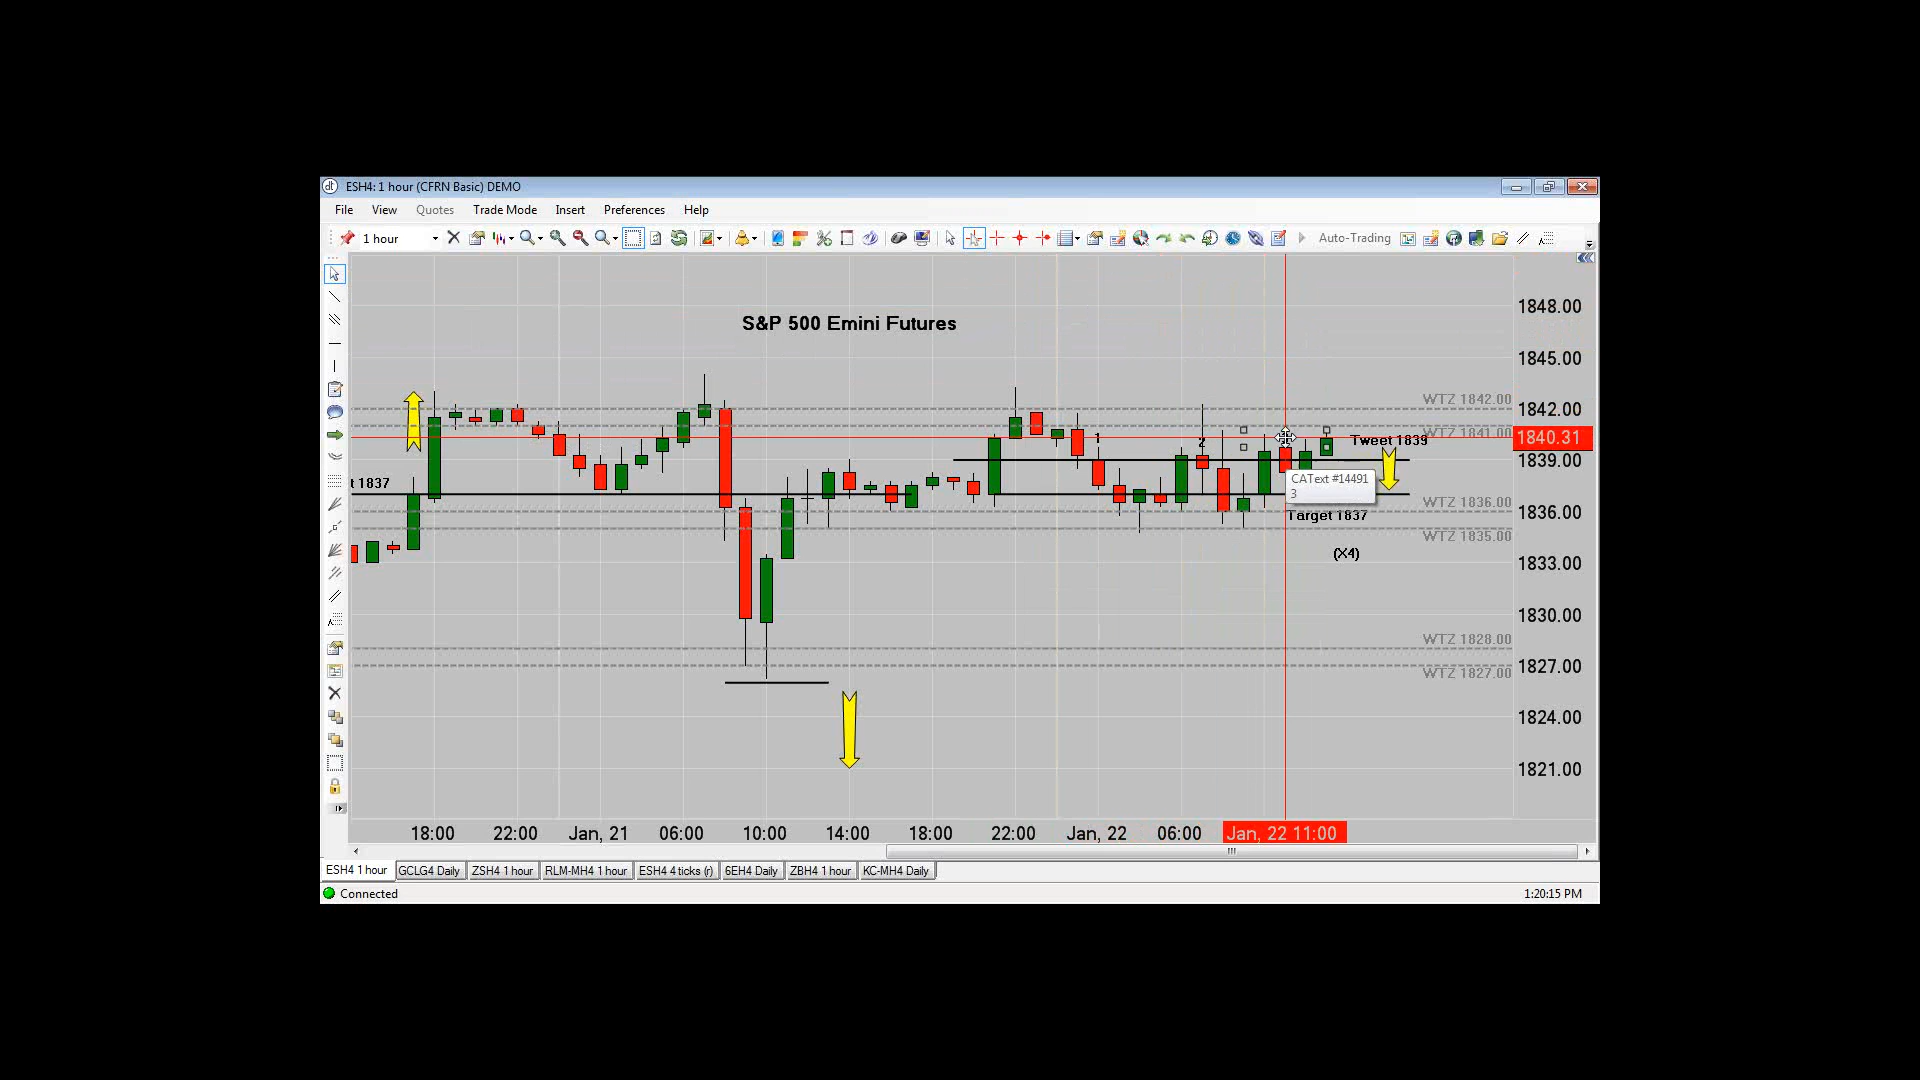 ESH4: 1 hour (CFRN Basic) DEMO
File View Quotes Trade Mode Insert Preferences Help
1 hour
Auto-Trading
S&P 500 Emini Futures
1848.00
1845.00
WTZ 1842.00
1842.00
WTZ 1841.00
1 2 Tweet 1839
1840.31
1839.00
t 1837
CAText #14491
3
WTZ 1836.00
1836.00
Target 1837
WTZ 1835.00
(X4)
1833.00
1830.00
WTZ 1828.00
1827.00
WTZ 1827.00
1824.00
1821.00
18:00 22:00 Jan, 21 06:00 10:00 14:00 18:00 22:00 Jan, 22 06:00 Jan, 22 11:00
ESH4 1 hour GCLG4 Daily ZSH4 1 hour RLM-MH4 1 hour ESH4 4 ticks (r) 6EH4 Daily ZBH4 1 hour KC-MH4 Daily
Connected 1:20:15 PM